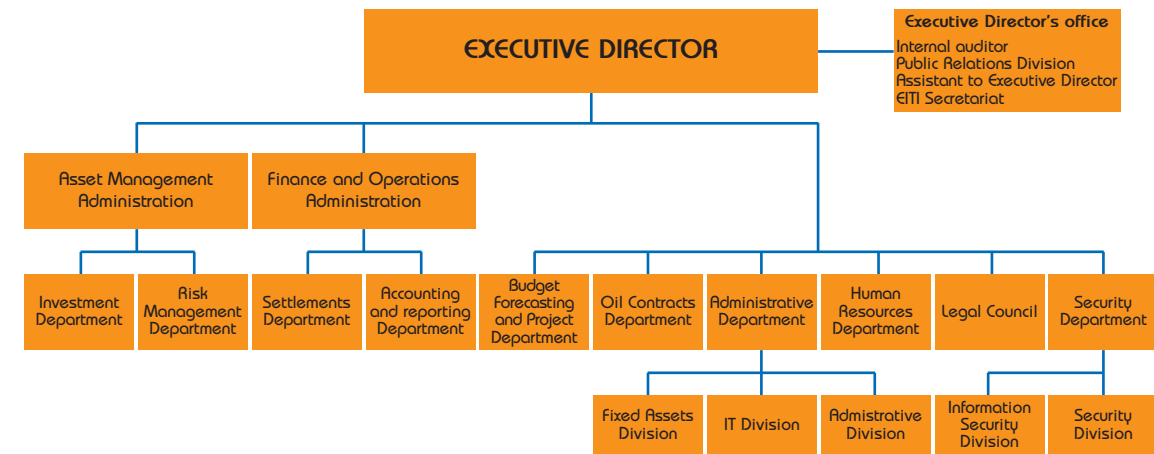 EXECUTIVE DIRECTOR
Executive Director's office
Internal auditor
Public Relations Division
Assistant to Executive Director
EITI Secretariat
Asset Management
Administration
Finance and Operations
Administration
Investment
Department
Risk
Management
Department
Settlements
Department
Accounting
and reporting
Department
Budget
Forecasting
and Project
Department
Oil Contracts
Department
Administrative
Department
Human
Resources
Department
Legal Council
Security
Department
Fixed Assets
Division
IT Division
Admistrative
Division
Information
Security
Division
Security
Division